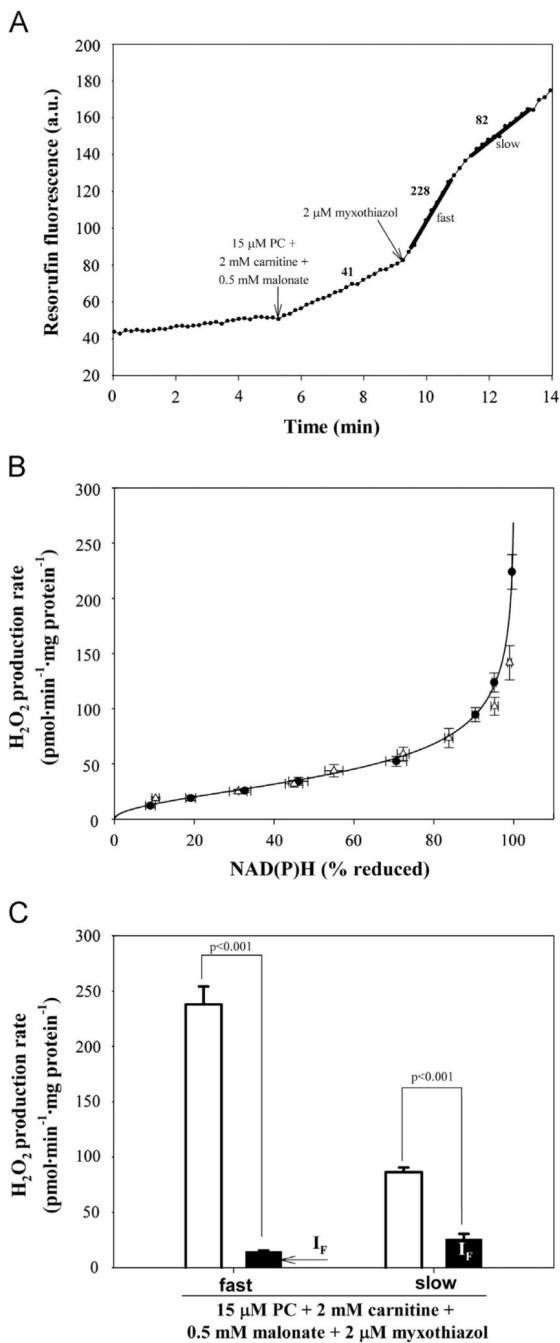 A
Resorufin fluorescence (a.u.)
200
180
160
140
120
100
80
60
40
20
82
slow
228
fast
2 μM myxothiazol
15 μM PC +
2 mM carnitine +
0.5 mM malonate
41
0
2
4
6
8
10
12
14
Time (min)
B
H₂O₂ production rate
(pmol·min⁻¹·mg protein⁻¹)
300
250
200
150
100
50
0
0
20
40
60
80
100
NAD(P)H (% reduced)
C
H₂O₂ production rate
(pmol·min⁻¹·mg protein⁻¹)
300
250
200
150
100
50
0
p<0.001
p<0.001
I_F
I_F
fast
slow
15 μM PC + 2 mM carnitine +
0.5 mM malonate + 2 μM myxothiazol